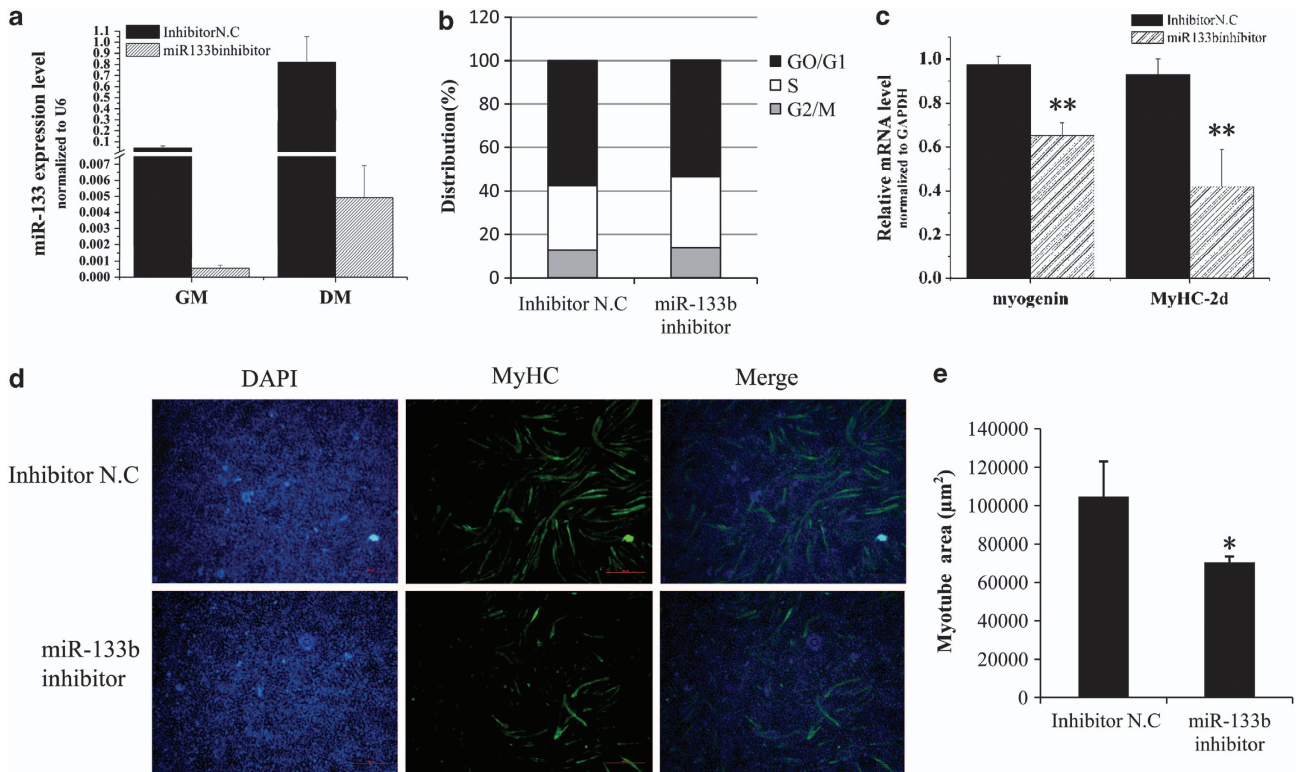 a
InhibitorN.C
miR133binhibitor
miR-133 expression level
normalized to U6
1.1
1.0
0.9
0.8
0.7
0.6
0.5
0.4
0.3
0.2
0.1
0.007
0.006
0.005
0.004
0.003
0.002
0.001
0.000
GM
DM
b
Distribution(%)
120
100
80
60
40
20
0
GO/G1
S
G2/M
Inhibitor N.C
miR-133b
inhibitor
c
InhibitorN.C
miR133binhibitor
Relative mRNA level
normalized to GAPDH
1.0
0.8
0.6
0.4
0.2
0.0
**
**
myogenin
MyHC-2d
d
DAPI
MyHC
Merge
Inhibitor N.C
miR-133b
inhibitor
e
Myotube area (µm²)
140000
120000
100000
80000
60000
40000
20000
0
*
Inhibitor N.C
miR-133b
inhibitor